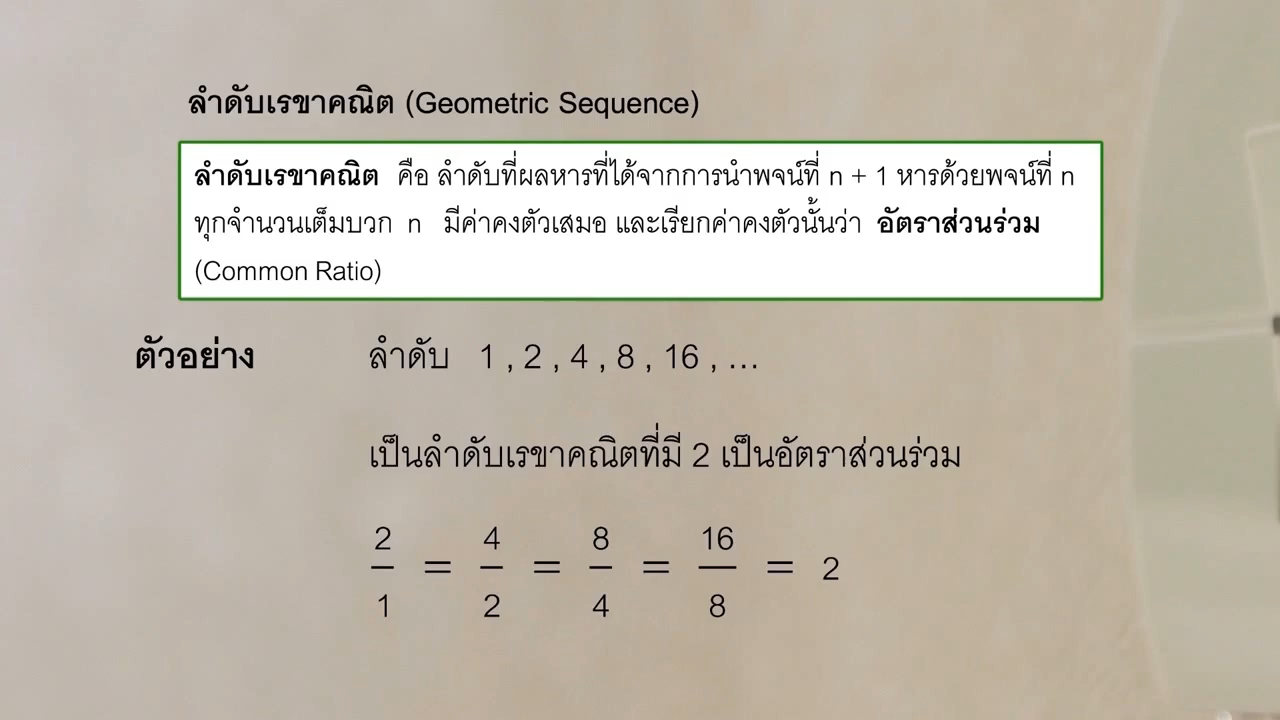 ลำดับเรขาคณิต (Geometric Sequence)
ลำดับเรขาคณิต คือ ลำดับที่ผลหารที่ได้จากการนำพจน์ที่ n + 1 หารด้วยพจน์ที่ n
ทุกจำนวนเต็มบวก n มีค่าคงตัวเสมอ และเรียกค่าคงตัวนั้นว่า อัตราส่วนร่วม
(Common Ratio)
ตัวอย่าง ลำดับ 1 , 2 , 4 , 8 , 16 , ...
เป็นลำดับเรขาคณิตที่มี 2 เป็นอัตราส่วนร่วม
2/1 = 4/2 = 8/4 = 16/8 = 2